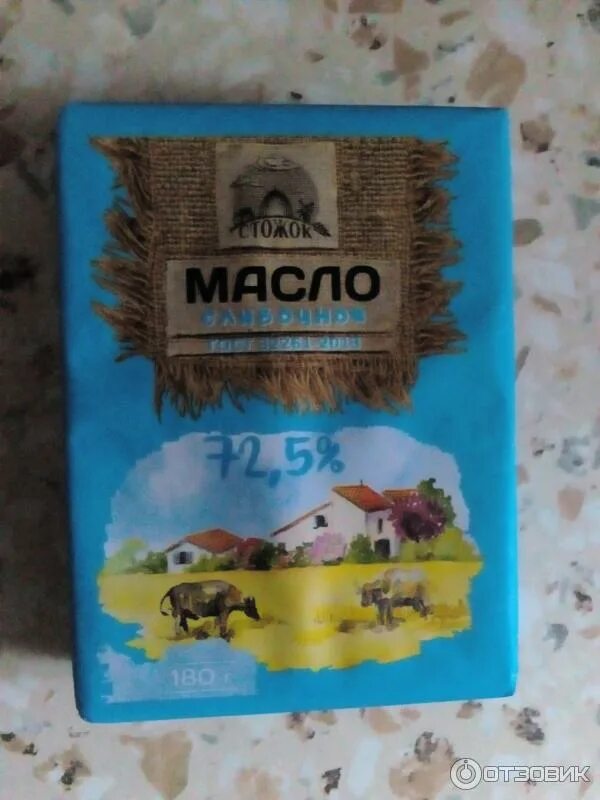 СТОЖОК
МАСЛО
СЛИВОЧНОЕ
ГОСТ 32261-2013
72,5%
180 г
ОТЗОВИК